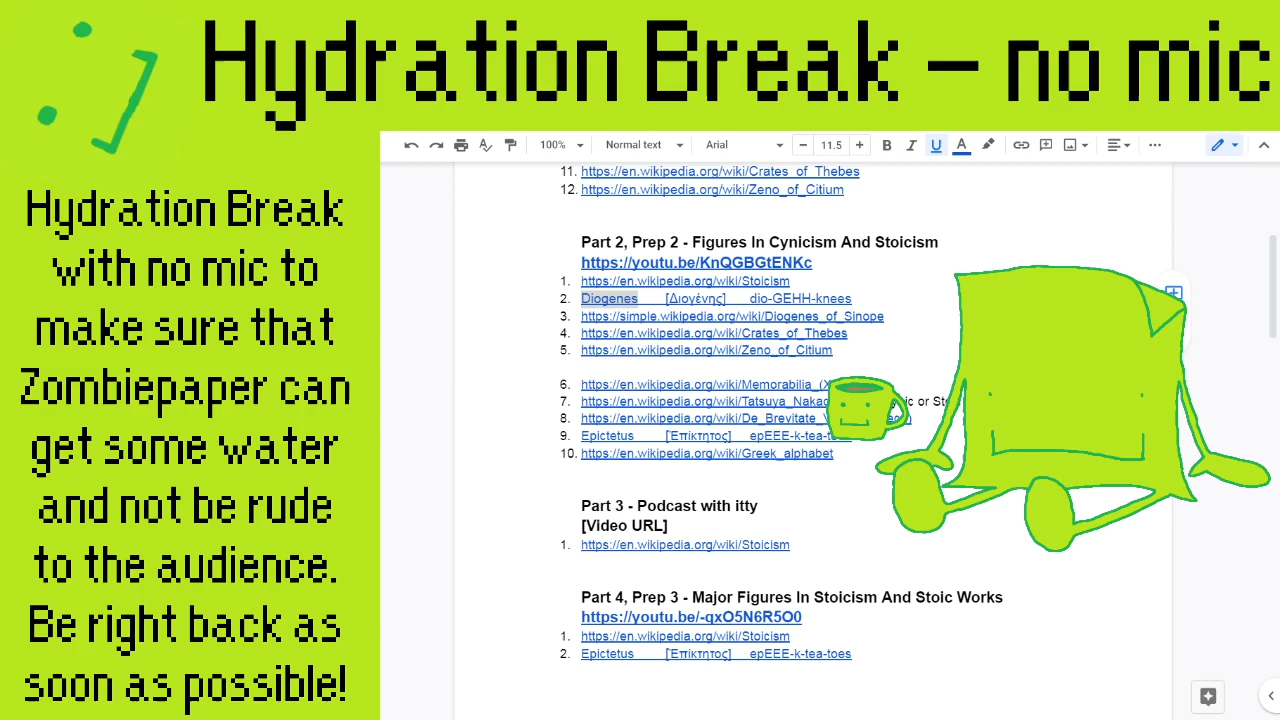 Hydration Break – no mic
Hydration Break
with no mic to
make sure that
Zombiepaper can
get some water
and not be rude
to the audience.
Be right back as
soon as possible!
100%
Normal text
Arial
11.5
B
I
U
A
11. https://en.wikipedia.org/wiki/Crates_of_Thebes
12. https://en.wikipedia.org/wiki/Zeno_of_Citium
Part 2, Prep 2 - Figures In Cynicism And Stoicism
https://youtu.be/KnQGBGtENKc
1. https://en.wikipedia.org/wiki/Stoicism
2. Diogenes [Διογένης] dio-GEHH-knees
3. https://simple.wikipedia.org/wiki/Diogenes_of_Sinope
4. https://en.wikipedia.org/wiki/Crates_of_Thebes
5. https://en.wikipedia.org/wiki/Zeno_of_Citium
6. https://en.wikipedia.org/wiki/Memorabilia_(X
7. https://en.wikipedia.org/wiki/Tatsuya_Naka or
8. https://en.wikipedia.org/wiki/De_Brevitate_
9. Epictetus [Ἐπίκτητος] epEEE-k-tea-toes
10. https://en.wikipedia.org/wiki/Greek_alphabet
Part 3 - Podcast with itty
[Video URL]
1. https://en.wikipedia.org/wiki/Stoicism
Part 4, Prep 3 - Major Figures In Stoicism And Stoic Works
https://youtu.be/-qxO5N6R5O0
1. https://en.wikipedia.org/wiki/Stoicism
2. Epictetus [Ἐπίκτητος] epEEE-k-tea-toes